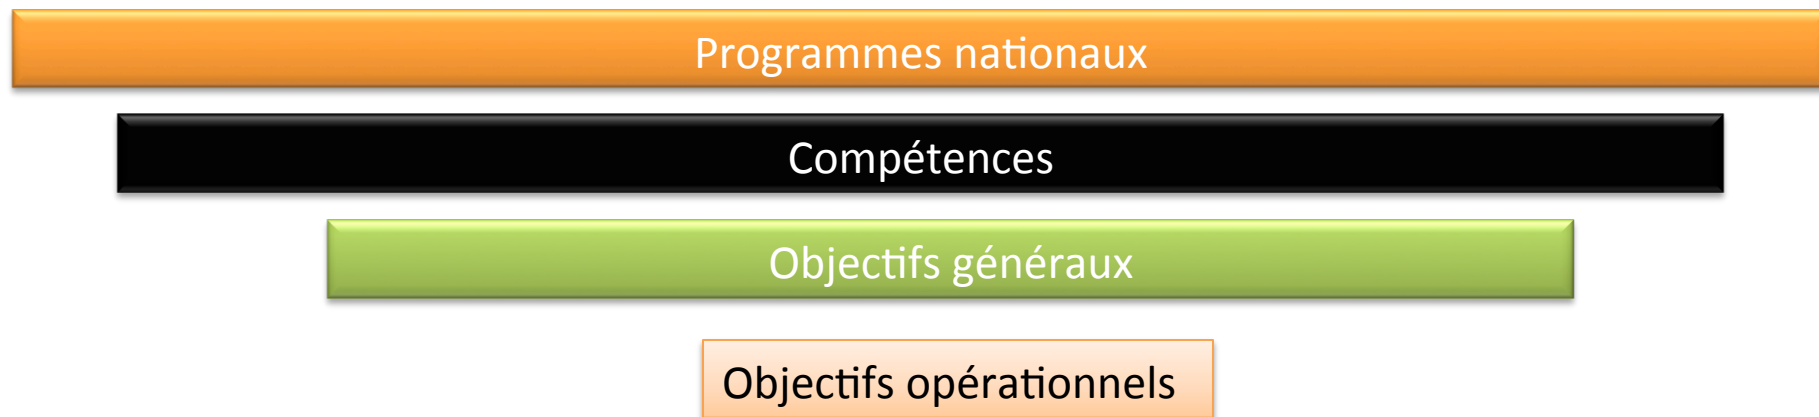 Programmes nationaux
Compétences
Objectifs généraux
Objectifs opérationnels